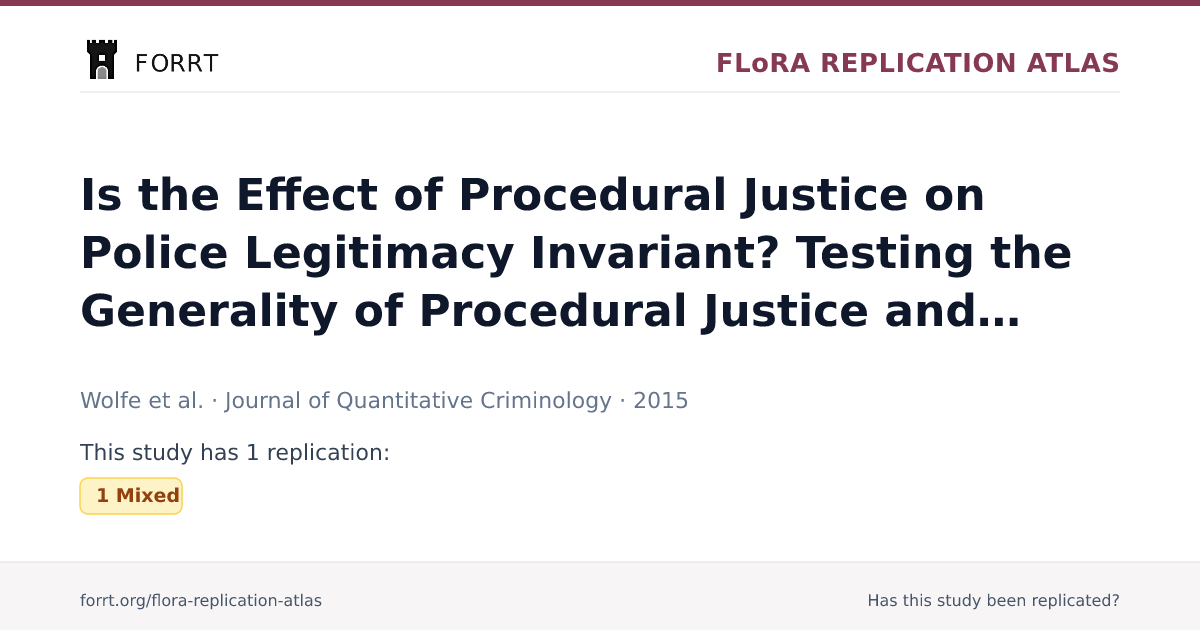 FORRT
FLoRA REPLICATION ATLAS
Is the Effect of Procedural Justice on
Police Legitimacy Invariant? Testing the
Generality of Procedural Justice and…
Wolfe et al. · Journal of Quantitative Criminology · 2015
This study has 1 replication:
1 Mixed
forrt.org/flora-replication-atlas
Has this study been replicated?